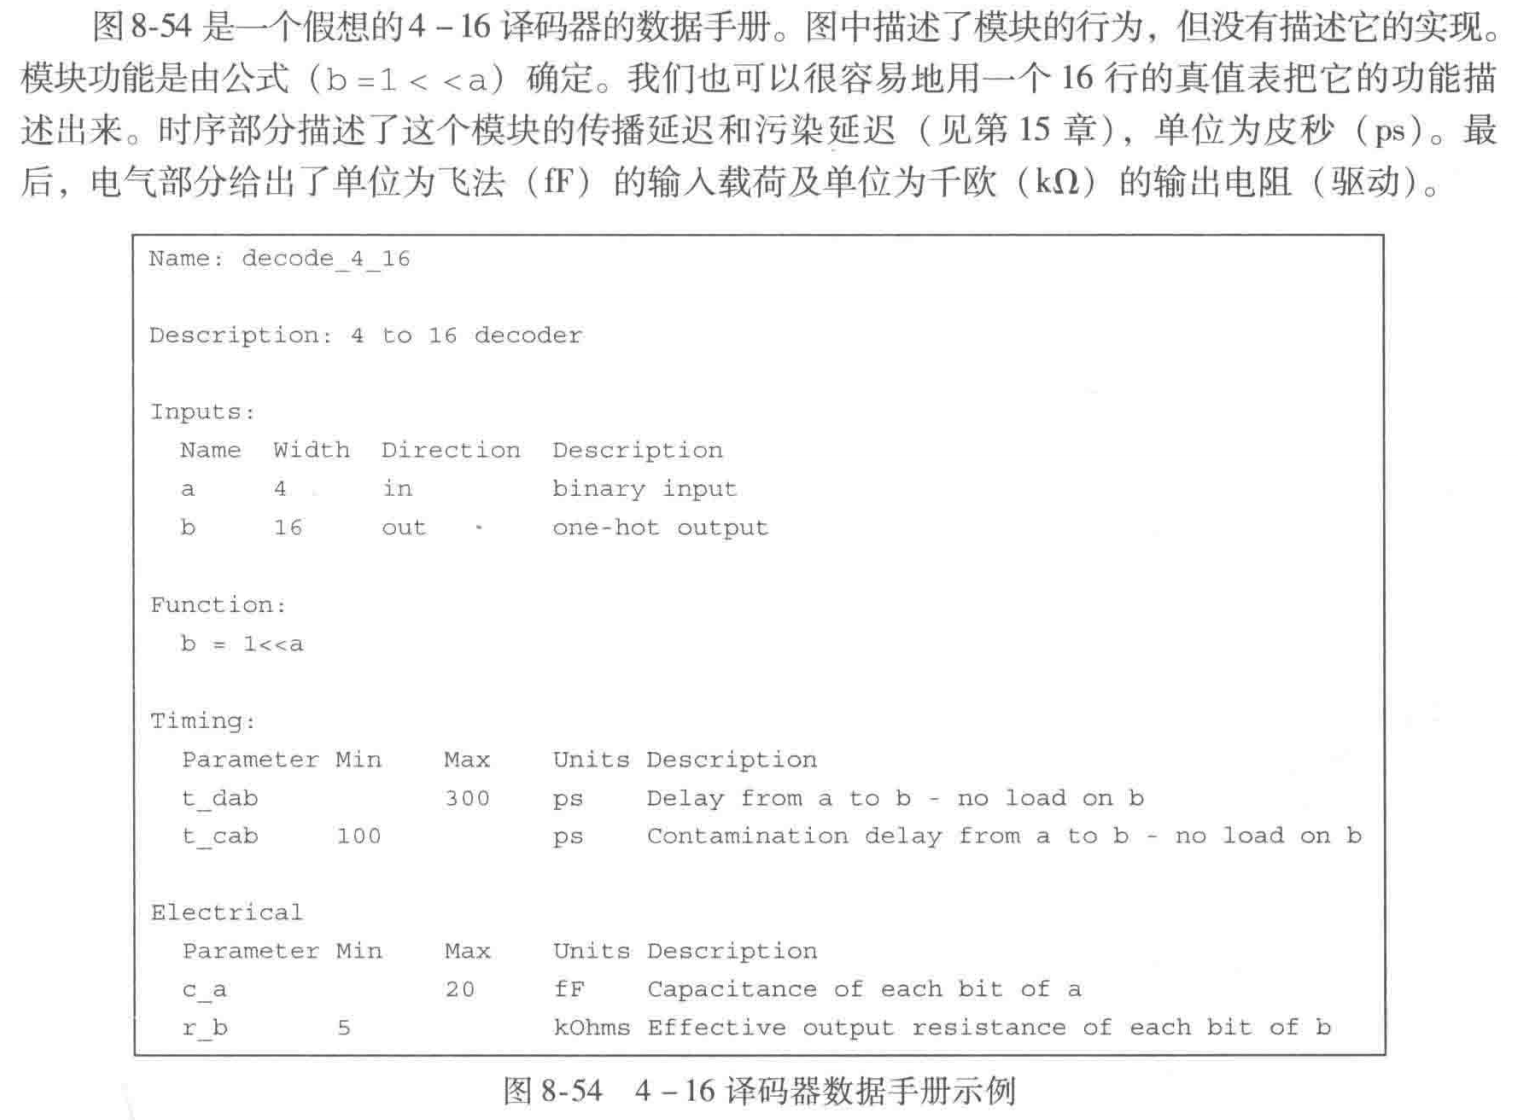 图 8-54 是一个假想的 4－16 译码器的数据手册。图中描述了模块的行为，但没有描述它的实现。
模块功能是由公式（b =1 < <a）确定。我们也可以很容易地用一个 16 行的真值表把它的功能描
述出来。时序部分描述了这个模块的传播延迟和污染延迟（见第 15 章），单位为皮秒（ps）。最
后，电气部分给出了单位为飞法（fF）的输入载荷及单位为千欧（kΩ）的输出电阻（驱动）。
Name: decode_4_16
Description: 4 to 16 decoder
Inputs:
Name Width Direction Description
a 4 in binary input
b 16 out one-hot output
Function:
b = 1<<a
Timing:
Parameter Min Max Units Description
t_dab 300 ps Delay from a to b - no load on b
t_cab 100 ps Contamination delay from a to b - no load on b
Electrical
Parameter Min Max Units Description
c_a 20 fF Capacitance of each bit of a
r_b 5 kOhms Effective output resistance of each bit of b
图 8-54 4－16 译码器数据手册示例